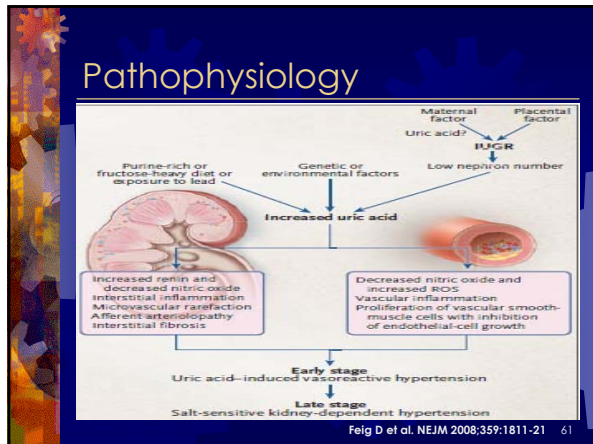 Pathophysiology
Maternal factor
Placental factor
Uric acid?
IUGR
Purine-rich or
fructose-heavy diet or
exposure to lead
Genetic or
environmental factors
Low nephron number
Increased uric acid
Increased renin and
decreased nitric oxide
Interstitial inflammation
Microvascular rarefaction
Afferent arteriolopathy
Interstitial fibrosis
Decreased nitric oxide and
increased ROS
Vascular inflammation
Proliferation of vascular smooth-
muscle cells with inhibition
of endothelial-cell growth
Early stage
Uric acid–induced vasoreactive hypertension
Late stage
Salt-sensitive kidney-dependent hypertension
Feig D et al. NEJM 2008;359:1811-21 61